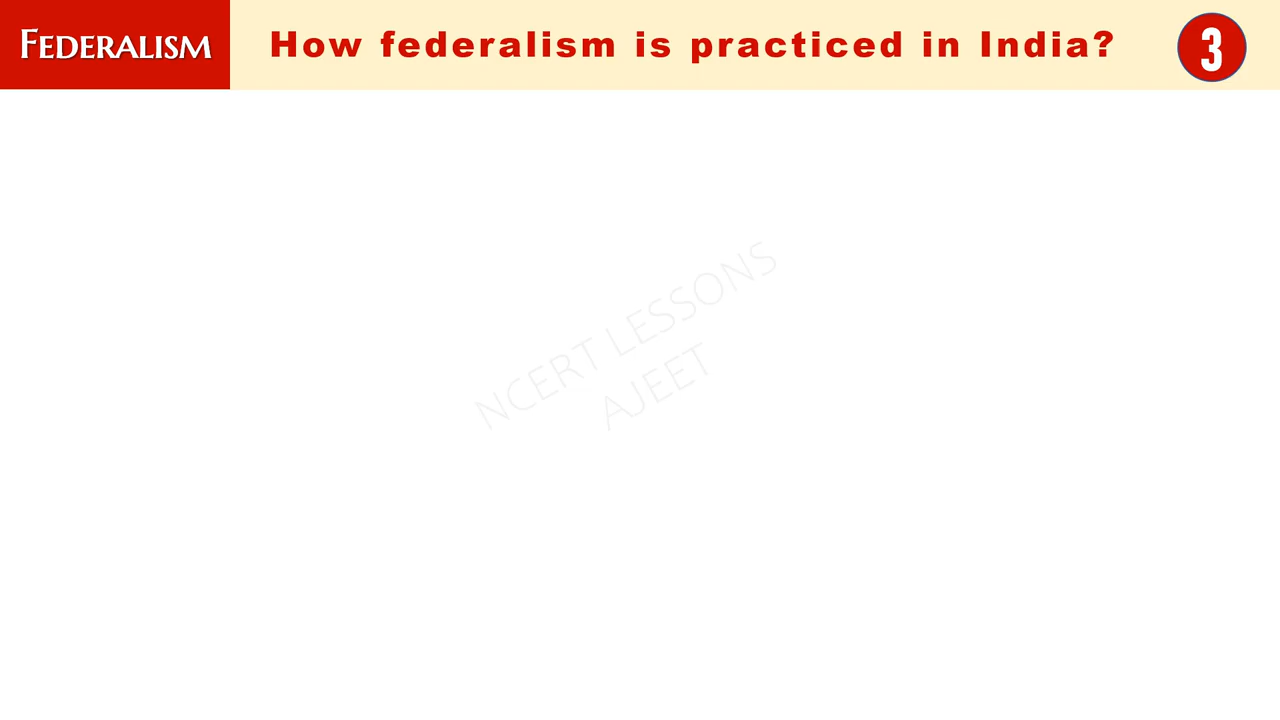 FEDERALISM
How federalism is practiced in India?
3
NCERT LESSONS
AJEET